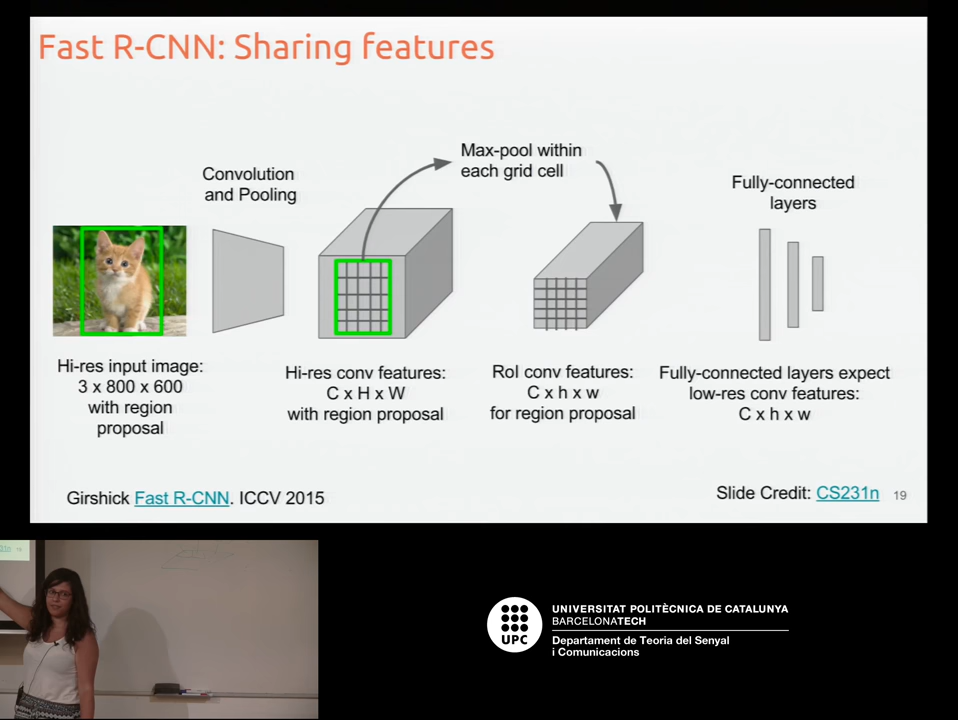 Fast R-CNN: Sharing features
Max-pool within
each grid cell
Convolution
and Pooling
Fully-connected
layers
Hi-res input image:
3 x 800 x 600
with region
proposal
Hi-res conv features:
C x H x W
with region proposal
RoI conv features:
C x h x w
for region proposal
Fully-connected layers expect
low-res conv features:
C x h x w
Girshick Fast R-CNN. ICCV 2015
Slide Credit: CS231n
19
UPC
UNIVERSITAT POLITÈCNICA DE CATALUNYA
BARCELONATECH
Departament de Teoria del Senyal
i Comunicacions